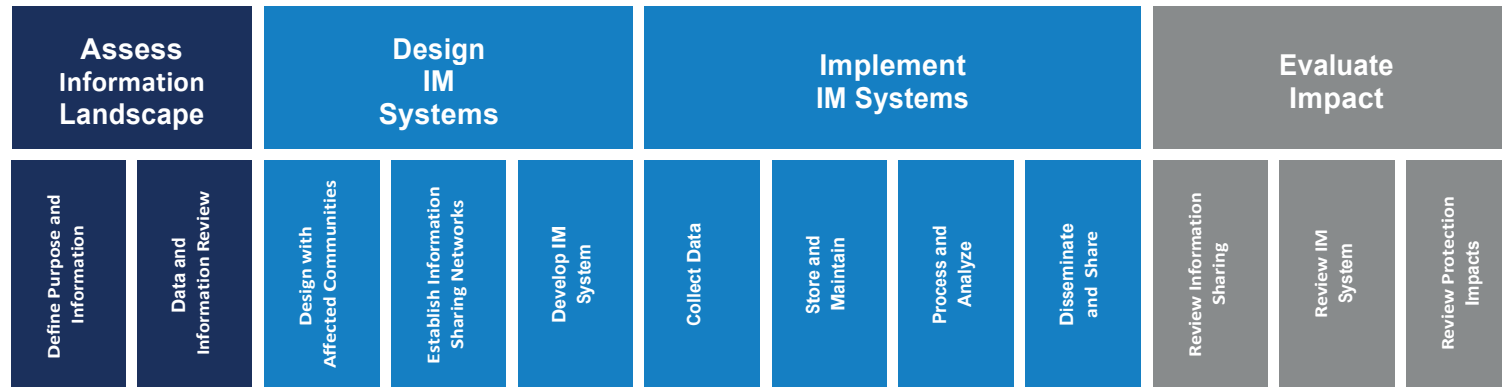 Assess
Information
Landscape
Design
IM
Systems
Implement
IM Systems
Evaluate
Impact
Define Purpose and
Information
Data and
Information Review
Design with
Affected Communities
Establish Information
Sharing Networks
Develop IM
System
Collect Data
Store and
Maintain
Process and
Analyze
Disseminate
and Share
Review Information
Sharing
Review IM
System
Review Protection
Impacts